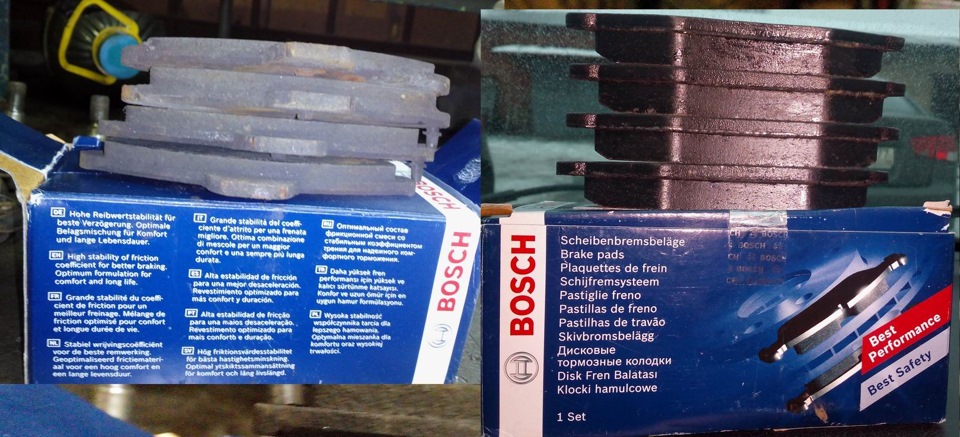 DE Hohe Reibwertstabilität für
beste Verzögerung. Optimale
Belagsmischung für Komfort
und lange Lebensdauer.
EN High stability of friction
coefficient for better braking.
Optimum formulation for
comfort and long life.
FR Grande stabilité du coeffi-
cient de friction pour un
meilleur freinage. Mélange de
friction optimisé pour confort
et longue durée de vie.
NL Stabiel wrijvingscoëfficiënt
voor de beste remwerking.
Geoptimaliseerd frictiemateri-
aal voor een hoog comfort en
een lange levensduur.
IT Grande stabilità del coeffi-
ciente d'attrito per una frenata
migliore. Ottima combinazione
di mescole per un maggior
confort e una sempre più lunga
durata.
ES Alta estabilidad de fricción
para una mejor desaceleración.
Revestimiento optimizado para
más confort y duración.
PT Alta estabilidade de fricção
para uma melhor desaceleração.
Revestimento optimizado para
mais conforto e duração.
SV Hög friktionsvärdesstabilitet
för bästa hastighetsminskning.
Optimal ytskiktssammansättning
för komfort och lång livslängd.
RU Оптимальный состав
фрикционной смеси со
стабильным коэффициентом
трения для надежного ком-
фортного торможения.
TR Daha yüksek fren
performansı için yüksek ve
kalıcı sürtünme katsayısı.
Konfor ve uzun ömür için en
uygun hamur formülasyonu.
PL Wysoka stabilność
współczynnika tarcia dla
lepszego hamowania.
Optymalna mieszanka dla
komfortu oraz wysokiej
trwałości.
BOSCH
BOSCH
BOSCH
Scheibenbremsbeläge
Brake pads
Plaquettes de frein
Schijfremsysteem
Pastiglie freno
Pastillas de freno
Pastilhas de travão
Skivbromsbelägg
Дисковые
тормозные колодки
Disk Fren Balatası
Klocki hamulcowe
1 Set
Best
Performance
Best Safety